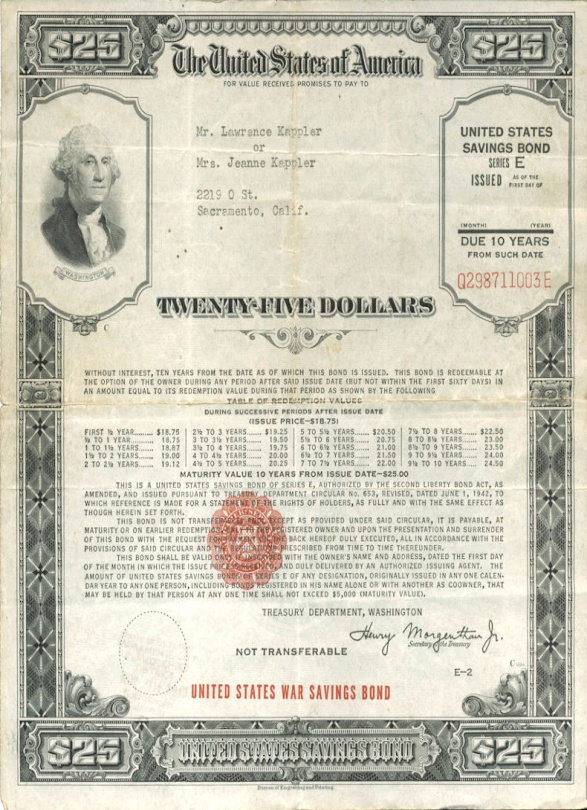 $25
$25
The United States of America
FOR VALUE RECEIVED PROMISES TO PAY TO
Mr. Lawrence Kappler
or
Mrs. Jeanne Kappler
2219 O St.
Sacramento, Calif.
WASHINGTON
UNITED STATES
SAVINGS BOND
SERIES E
ISSUED AS OF THE FIRST DAY OF
(MONTH) (YEAR)
DUE 10 YEARS
FROM SUCH DATE
Q298711003E
C
TWENTY-FIVE DOLLARS
WITHOUT INTEREST, TEN YEARS FROM THE DATE AS OF WHICH THIS BOND IS ISSUED. THIS BOND IS REDEEMABLE AT
THE OPTION OF THE OWNER DURING ANY PERIOD AFTER SAID ISSUE DATE (BUT NOT WITHIN THE FIRST SIXTY DAYS) IN
AN AMOUNT EQUAL TO ITS REDEMPTION VALUE DURING THAT PERIOD AS SHOWN BY THE FOLLOWING
TABLE OF REDEMPTION VALUES
DURING SUCCESSIVE PERIODS AFTER ISSUE DATE
(ISSUE PRICE—$18.75)
FIRST ½ YEAR $18.75 2½ TO 3 YEARS $19.25 5 TO 5½ YEARS $20.50 7½ TO 8 YEARS $22.50
½ TO 1 YEAR 18.75 3 TO 3½ YEARS 19.50 5½ TO 6 YEARS 20.75 8 TO 8½ YEARS 23.00
1 TO 1½ YEARS 18.87 3½ TO 4 YEARS 19.75 6 TO 6½ YEARS 21.00 8½ TO 9 YEARS 23.50
1½ TO 2 YEARS 19.00 4 TO 4½ YEARS 20.00 6½ TO 7 YEARS 21.50 9 TO 9½ YEARS 24.00
2 TO 2½ YEARS 19.12 4½ TO 5 YEARS 20.25 7 TO 7½ YEARS 22.00 9½ TO 10 YEARS 24.50
MATURITY VALUE 10 YEARS FROM ISSUE DATE—$25.00
THIS IS A UNITED STATES SAVINGS BOND OF SERIES E, AUTHORIZED BY THE SECOND LIBERTY BOND ACT, AS
AMENDED, AND ISSUED PURSUANT TO TREASURY DEPARTMENT CIRCULAR NO. 653, REVISED, DATED JUNE 1, 1942, TO
WHICH REFERENCE IS MADE FOR A STATEMENT OF THE RIGHTS OF HOLDERS, AS FULLY AND WITH THE SAME EFFECT AS
THOUGH HEREIN SET FORTH.
THIS BOND IS NOT TRANSFERABLE AND, EXCEPT AS PROVIDED UNDER SAID CIRCULAR, IT IS PAYABLE, AT
MATURITY OR ON EARLIER REDEMPTION, ONLY TO THE REGISTERED OWNER AND UPON THE PRESENTATION AND SURRENDER
OF THIS BOND WITH THE REQUEST FOR PAYMENT ON THE BACK HEREOF DULY EXECUTED, ALL IN ACCORDANCE WITH THE
PROVISIONS OF SAID CIRCULAR AND THE REGULATIONS PRESCRIBED FROM TIME TO TIME THEREUNDER.
THIS BOND SHALL BE VALID ONLY IF INSCRIBED WITH THE OWNER'S NAME AND ADDRESS, DATED THE FIRST DAY
OF THE MONTH IN WHICH THE ISSUE AND DULY DELIVERED BY AN AUTHORIZED ISSUING AGENT. THE
AMOUNT OF UNITED STATES SAVINGS BONDS OF SERIES E OF ANY DESIGNATION, ORIGINALLY ISSUED IN ANY ONE CALEN-
DAR YEAR TO ANY ONE PERSON, INCLUDING BONDS REGISTERED IN HIS NAME ALONE OR WITH ANOTHER AS COOWNER, THAT
MAY BE HELD BY THAT PERSON AT ANY ONE TIME SHALL NOT EXCEED $5,000 (MATURITY VALUE).
TREASURY DEPARTMENT, WASHINGTON
Henry Morgenthau Jr.
Secretary of the Treasury
NOT TRANSFERABLE
C
E-2
UNITED STATES WAR SAVINGS BOND
$25
UNITED STATES SAVINGS BOND
$25
Bureau of Engraving and Printing